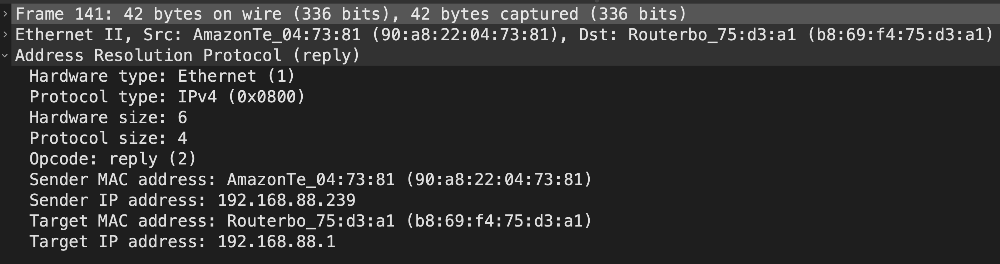 Frame 141: 42 bytes on wire (336 bits), 42 bytes captured (336 bits)
Ethernet II, Src: AmazonTe_04:73:81 (90:a8:22:04:73:81), Dst: Routerbo_75:d3:a1 (b8:69:f4:75:d3:a1)
Address Resolution Protocol (reply)
Hardware type: Ethernet (1)
Protocol type: IPv4 (0x0800)
Hardware size: 6
Protocol size: 4
Opcode: reply (2)
Sender MAC address: AmazonTe_04:73:81 (90:a8:22:04:73:81)
Sender IP address: 192.168.88.239
Target MAC address: Routerbo_75:d3:a1 (b8:69:f4:75:d3:a1)
Target IP address: 192.168.88.1